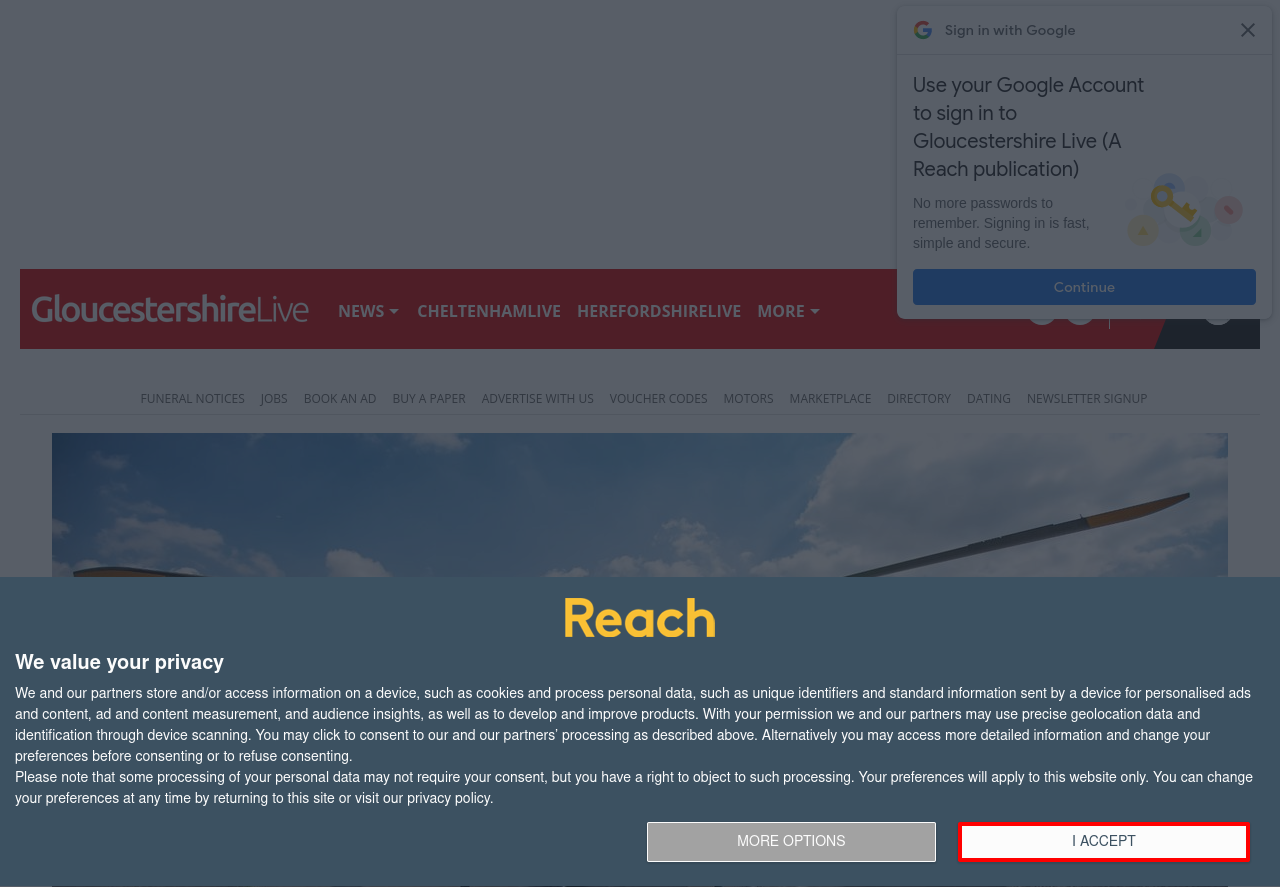 Sign in with Google
Use your Google Account
to sign in to
Gloucestershire Live (A
Reach publication)
No more passwords to
remember. Signing in is fast,
simple and secure.
Continue
GloucestershireLive
NEWS
CHELTENHAMLIVE
HEREFORDSHIRELIVE
MORE
FUNERAL NOTICES
JOBS
BOOK AN AD
BUY A PAPER
ADVERTISE WITH US
VOUCHER CODES
MOTORS
MARKETPLACE
DIRECTORY
DATING
NEWSLETTER SIGNUP
Reach
We value your privacy
We and our partners store and/or access information on a device, such as cookies and process personal data, such as unique identifiers and standard information sent by a device for personalised ads
and content, ad and content measurement, and audience insights, as well as to develop and improve products. With your permission we and our partners may use precise geolocation data and
identification through device scanning. You may click to consent to our and our partners’ processing as described above. Alternatively you may access more detailed information and change your
preferences before consenting or to refuse consenting.
Please note that some processing of your personal data may not require your consent, but you have a right to object to such processing. Your preferences will apply to this website only. You can change
your preferences at any time by returning to this site or visit our privacy policy.
MORE OPTIONS
I ACCEPT